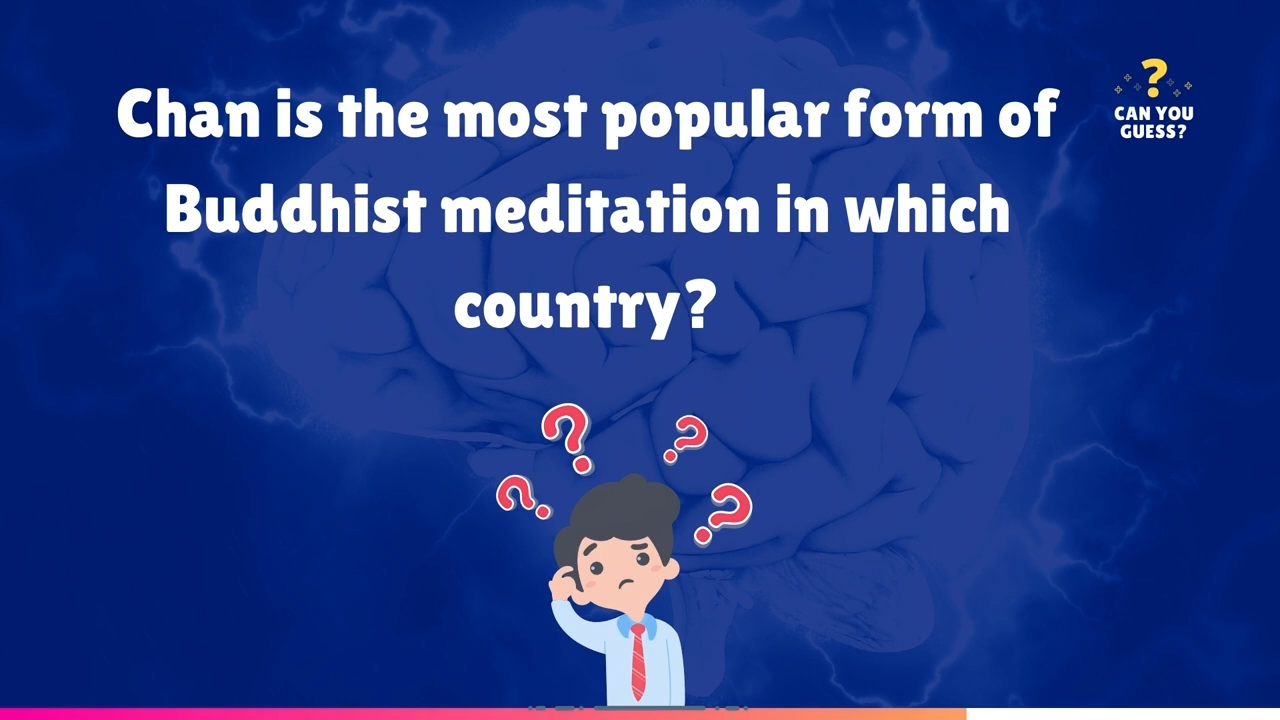 Chan is the most popular form of
Buddhist meditation in which
country?
CAN YOU
GUESS?